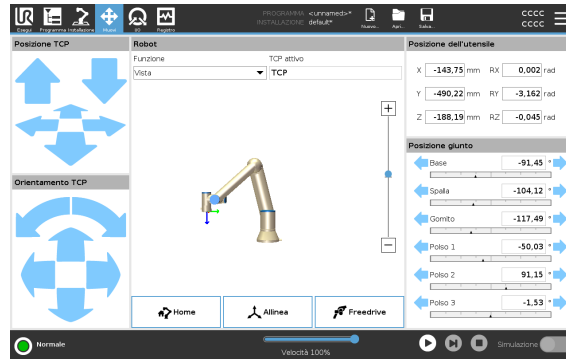 UR
Esegui Programma Installazione Muovi I/O Registro
PROGRAMMA <unnamed>*
INSTALLAZIONE default*
Nuovo... Apri... Salva...
CCCC
CCCC
Posizione TCP
Robot
Posizione dell'utensile
Funzione
TCP attivo
Vista
TCP
X -143,75 mm RX 0,002 rad
Y -490,22 mm RY -3,162 rad
Z -188,19 mm RZ -0,045 rad
Posizione giunto
Base -91,45 °
Spalla -104,12 °
Gomito -117,49 °
Polso 1 -50,03 °
Polso 2 91,15 °
Polso 3 -1,53 °
Orientamento TCP
Home
Allinea
Freedrive
Normale
Velocità 100%
Simulazione